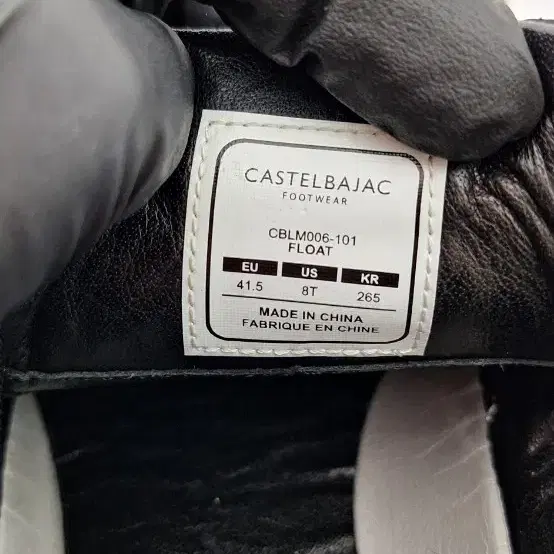 CASTELBAJAC
FOOTWEAR
CBLM006-101
FLOAT
EU US KR
41.5 8T 265
MADE IN CHINA
FABRIQUE EN CHINE